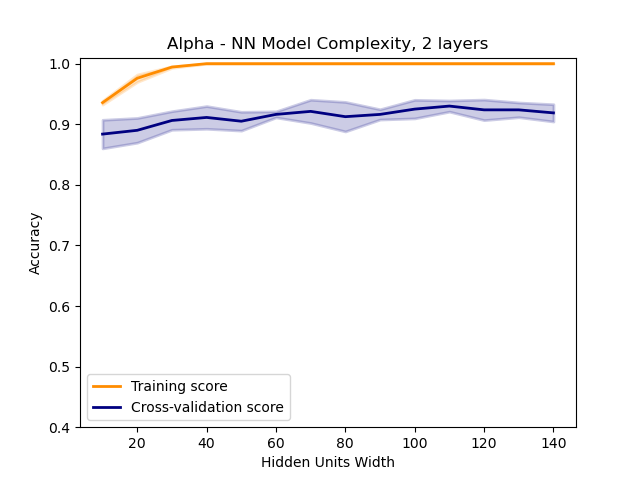 Alpha - NN Model Complexity, 2 layers
1.0
0.9
0.8
0.7
0.6
0.5
0.4
Accuracy
Training score
Cross-validation score
20 40 60 80 100 120 140
Hidden Units Width